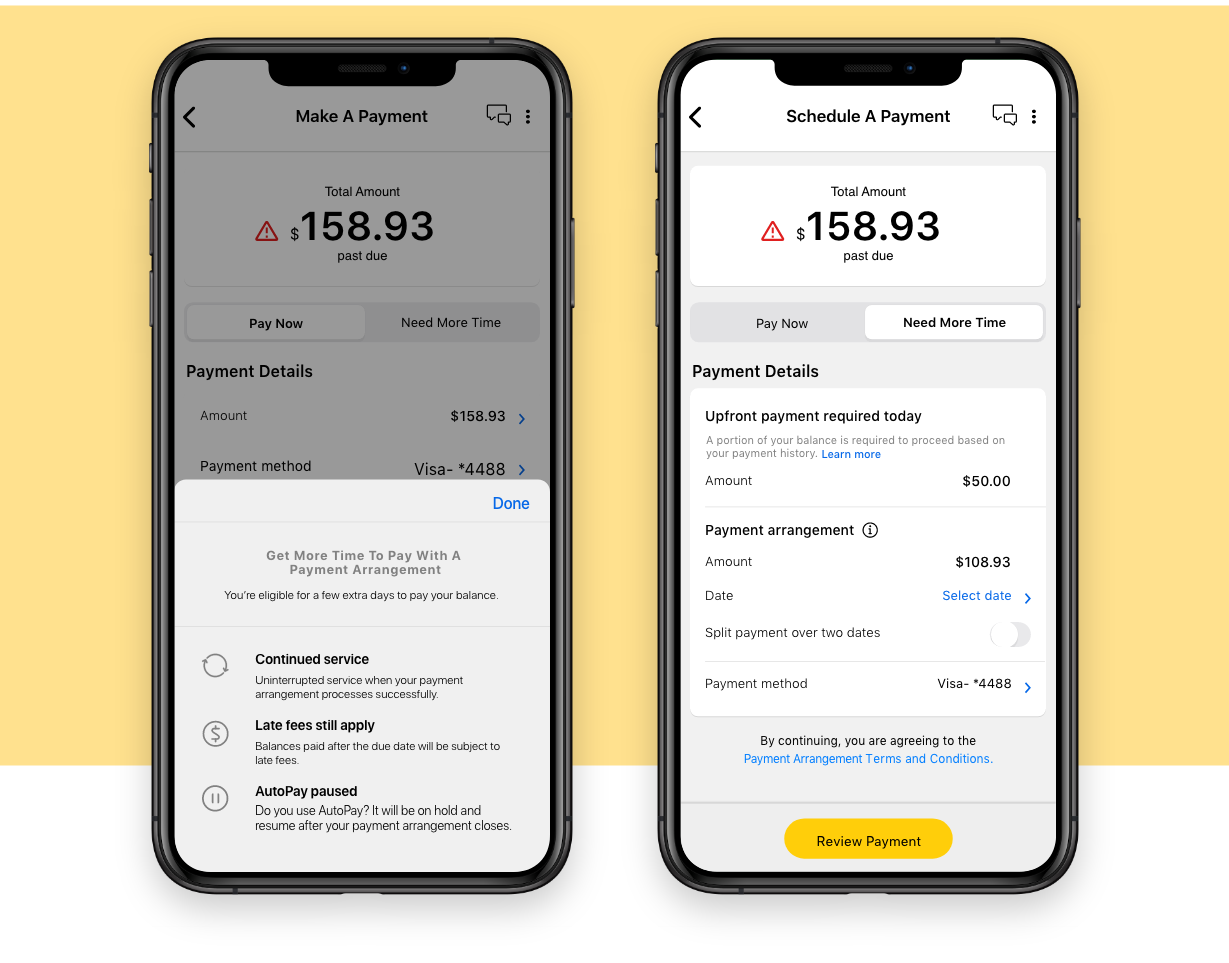 Make A Payment
Total Amount
$158.93
past due
Pay Now
Need More Time
Payment Details
Amount
$158.93
Payment method
Visa- *4488
Done
Get More Time To Pay With A
Payment Arrangement
You’re eligible for a few extra days to pay your balance.
Continued service
Uninterrupted service when your payment
arrangement processes successfully.
Late fees still apply
Balances paid after the due date will be subject to
late fees.
AutoPay paused
Do you use AutoPay? It will be on hold and
resume after your payment arrangement closes.
Schedule A Payment
Total Amount
$158.93
past due
Pay Now
Need More Time
Payment Details
Upfront payment required today
A portion of your balance is required to proceed based on
your payment history. Learn more
Amount
$50.00
Payment arrangement
Amount
$108.93
Date
Select date
Split payment over two dates
Payment method
Visa- *4488
By continuing, you are agreeing to the
Payment Arrangement Terms and Conditions.
Review Payment